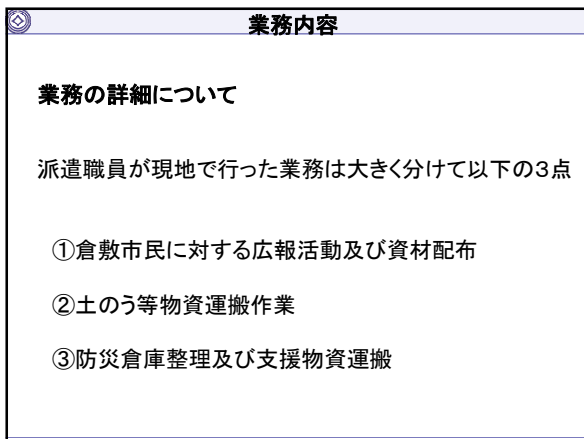 業務内容
業務の詳細について
派遣職員が現地で行った業務は大きく分けて以下の3点
①倉敷市民に対する広報活動及び資材配布
②土のう等物資運搬作業
③防災倉庫整理及び支援物資運搬